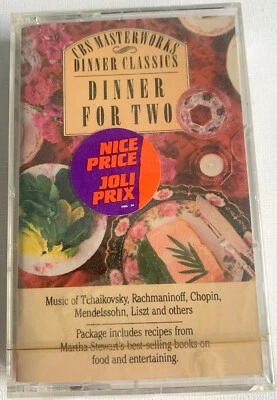 CBS MASTERWORKS
DINNER CLASSICS
DINNER
FOR TWO
NICE
PRICE
JOLI
PRIX
Music of Tchaikovsky, Rachmaninoff, Chopin,
Mendelssohn, Liszt and others
Package includes recipes from
Martha Stewart's best-selling books on
food and entertaining.